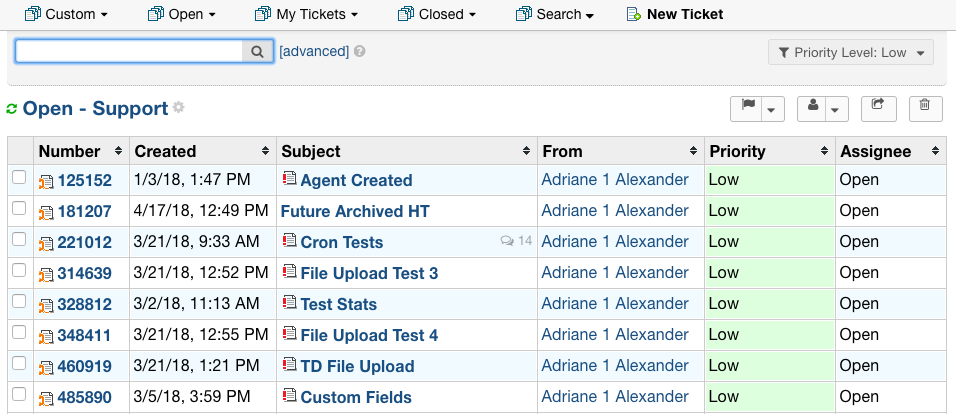 Custom Open My Tickets Closed Search New Ticket
[advanced] Priority Level: Low
Open - Support
Number Created Subject From Priority Assignee
125152 1/3/18, 1:47 PM Agent Created Adriane 1 Alexander Low Open
181207 4/17/18, 12:49 PM Future Archived HT Adriane 1 Alexander Low Open
221012 3/21/18, 9:33 AM Cron Tests 14 Adriane 1 Alexander Low Open
314639 3/21/18, 12:52 PM File Upload Test 3 Adriane 1 Alexander Low Open
328812 3/2/18, 11:13 AM Test Stats Adriane 1 Alexander Low Open
348411 3/21/18, 12:55 PM File Upload Test 4 Adriane 1 Alexander Low Open
460919 3/21/18, 1:21 PM TD File Upload Adriane 1 Alexander Low Open
485890 3/5/18, 3:59 PM Custom Fields Adriane 1 Alexander Low Open